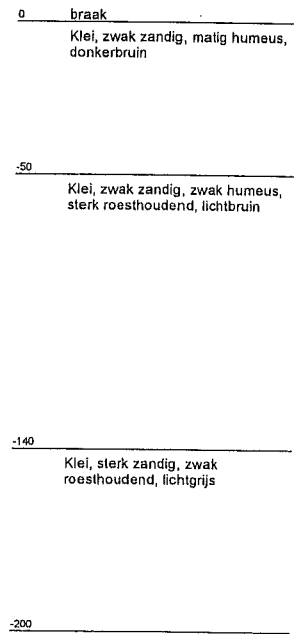 0 braak
Klei, zwak zandig, matig humeus,
donkerbruin
-50
Klei, zwak zandig, zwak humeus,
sterk roesthoudend, lichtbruin
-140
Klei, sterk zandig, zwak
roesthoudend, lichtgrijs
-200